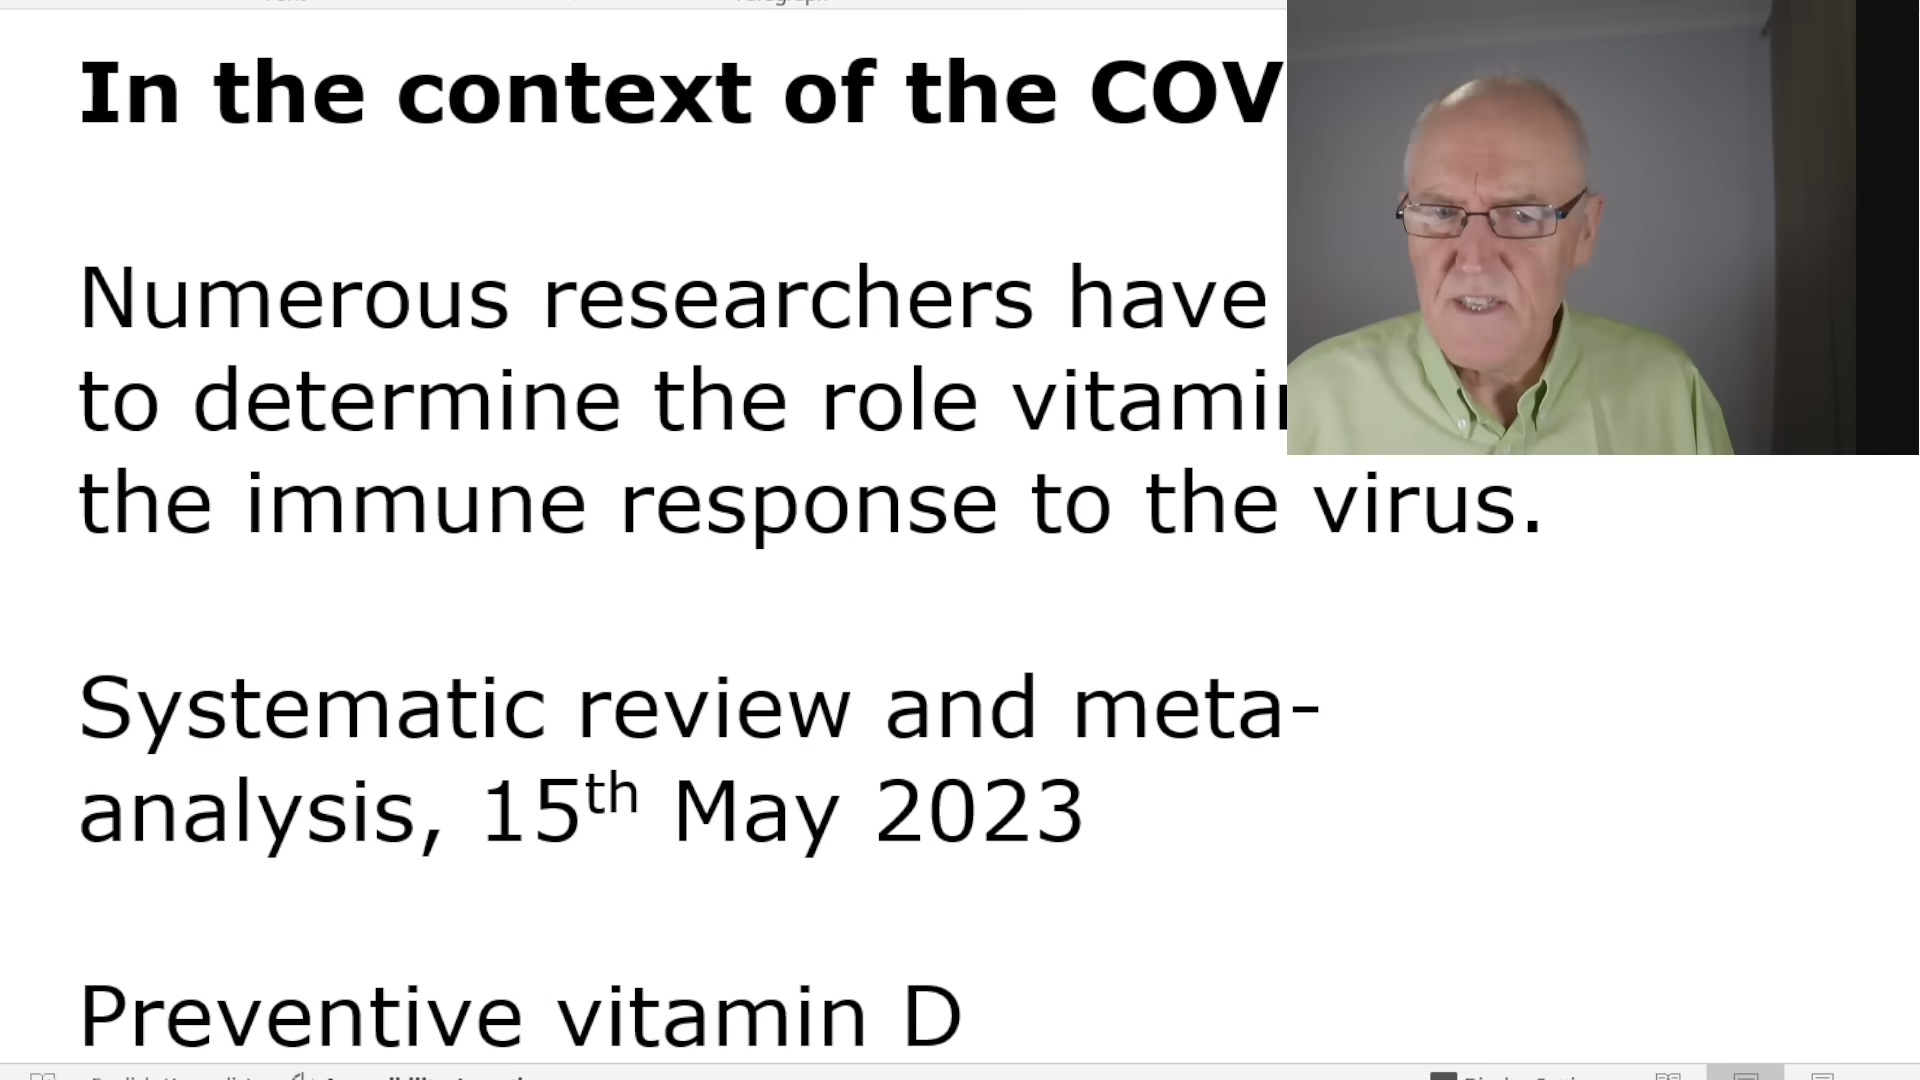 In the context of the COV
Numerous researchers have
to determine the role vitamin
the immune response to the virus.
Systematic review and meta-
analysis, 15th May 2023
Preventive vitamin D